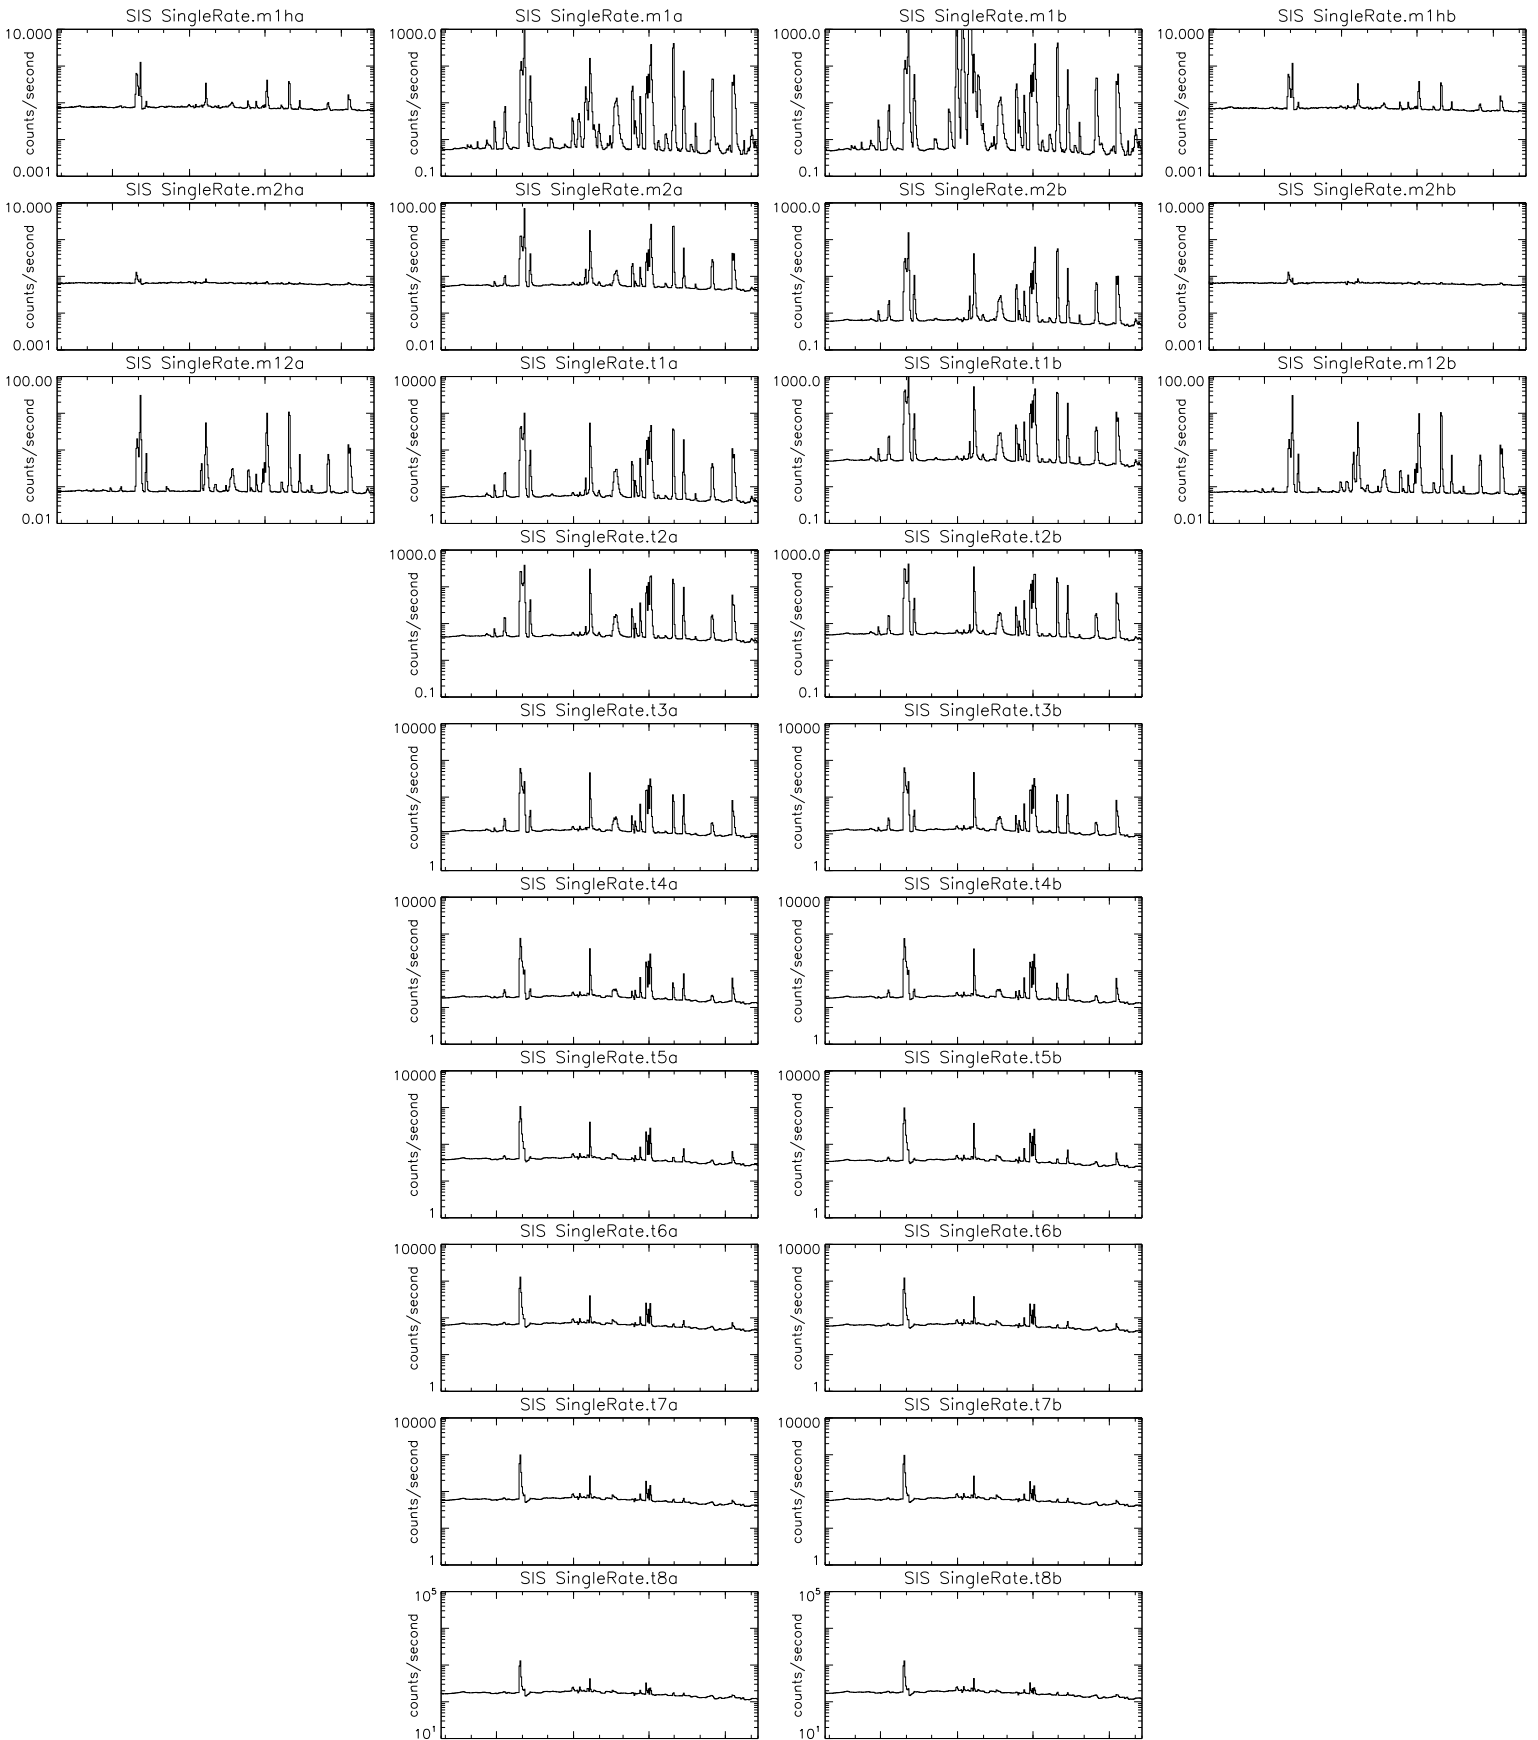 SIS SingleRate.m1ha
10.000
counts/second
0.001
SIS SingleRate.m1a
1000.0
counts/second
0.1
SIS SingleRate.m1b
1000.0
counts/second
0.1
SIS SingleRate.m1hb
10.000
counts/second
0.001
SIS SingleRate.m2ha
10.000
counts/second
0.001
SIS SingleRate.m2a
100.00
counts/second
0.01
SIS SingleRate.m2b
1000.0
counts/second
0.1
SIS SingleRate.m2hb
10.000
counts/second
0.001
SIS SingleRate.m12a
100.00
counts/second
0.01
SIS SingleRate.t1a
10000
counts/second
1
SIS SingleRate.t1b
1000.0
counts/second
0.1
SIS SingleRate.m12b
100.00
counts/second
0.01
SIS SingleRate.t2a
1000.0
counts/second
0.1
SIS SingleRate.t2b
1000.0
counts/second
0.1
SIS SingleRate.t3a
10000
counts/second
1
SIS SingleRate.t3b
10000
counts/second
1
SIS SingleRate.t4a
10000
counts/second
1
SIS SingleRate.t4b
10000
counts/second
1
SIS SingleRate.t5a
10000
counts/second
1
SIS SingleRate.t5b
10000
counts/second
1
SIS SingleRate.t6a
10000
counts/second
1
SIS SingleRate.t6b
10000
counts/second
1
SIS SingleRate.t7a
10000
counts/second
1
SIS SingleRate.t7b
10000
counts/second
1
SIS SingleRate.t8a
10⁵
counts/second
10¹
SIS SingleRate.t8b
10⁵
counts/second
10¹